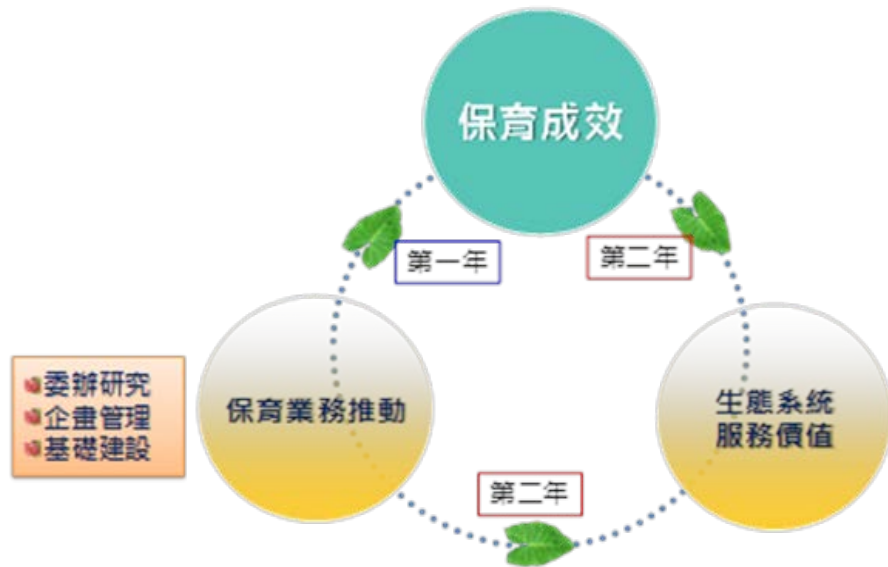 保育成效
第一年
第二年
委辦研究
企畫管理
基礎建設
保育業務推動
生態系統
服務價值
第二年